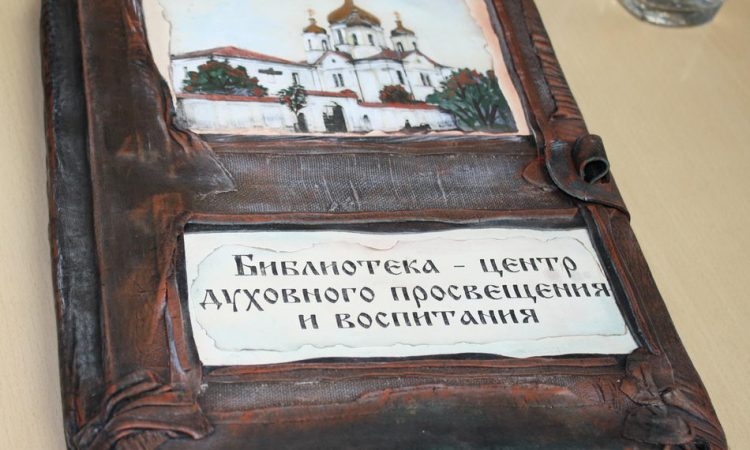 Библиотека - центр
духовного просвещения
и воспитания